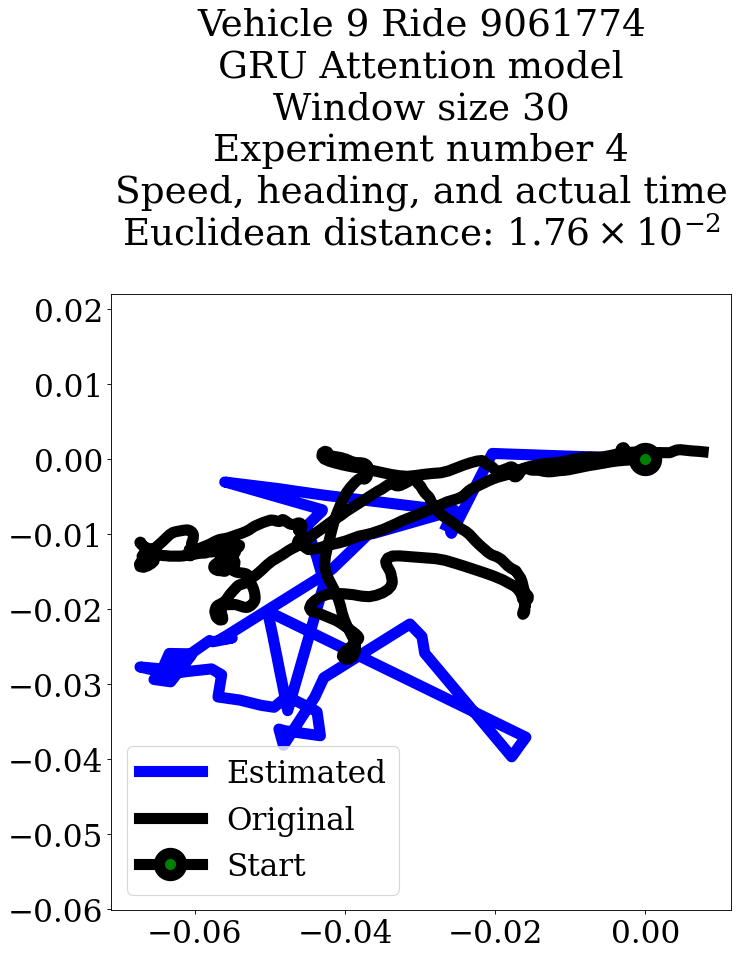 Vehicle 9 Ride 9061774
GRU Attention model
Window size 30
Experiment number 4
Speed, heading, and actual time
Euclidean distance: 1.76 × 10⁻²
0.02
0.01
0.00
−0.01
−0.02
−0.03
−0.04
−0.05
−0.06
Estimated
Original
Start
−0.06 −0.04 −0.02 0.00